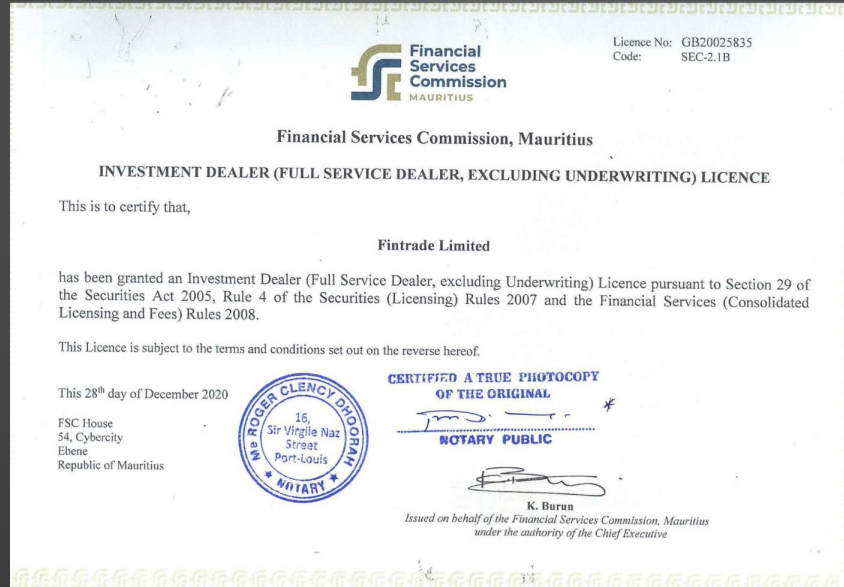 Financial
Services
Commission
MAURITIUS
Licence No: GB20025835
Code: SEC-2.1B
Financial Services Commission, Mauritius
INVESTMENT DEALER (FULL SERVICE DEALER, EXCLUDING UNDERWRITING) LICENCE
This is to certify that,
Fintrade Limited
has been granted an Investment Dealer (Full Service Dealer, excluding Underwriting) Licence pursuant to Section 29 of
the Securities Act 2005, Rule 4 of the Securities (Licensing) Rules 2007 and the Financial Services (Consolidated
Licensing and Fees) Rules 2008.
This Licence is subject to the terms and conditions set out on the reverse hereof.
This 28th day of December 2020
FSC House
54, Cybercity
Ebene
Republic of Mauritius
Me ROGER CLENCY DHOORAH
16,
Sir Virgile Naz
Street
Port-Louis
★ NOTARY ★
CERTIFIED A TRUE PHOTOCOPY
OF THE ORIGINAL
*
NOTARY PUBLIC
K. Burun
Issued on behalf of the Financial Services Commission, Mauritius
under the authority of the Chief Executive